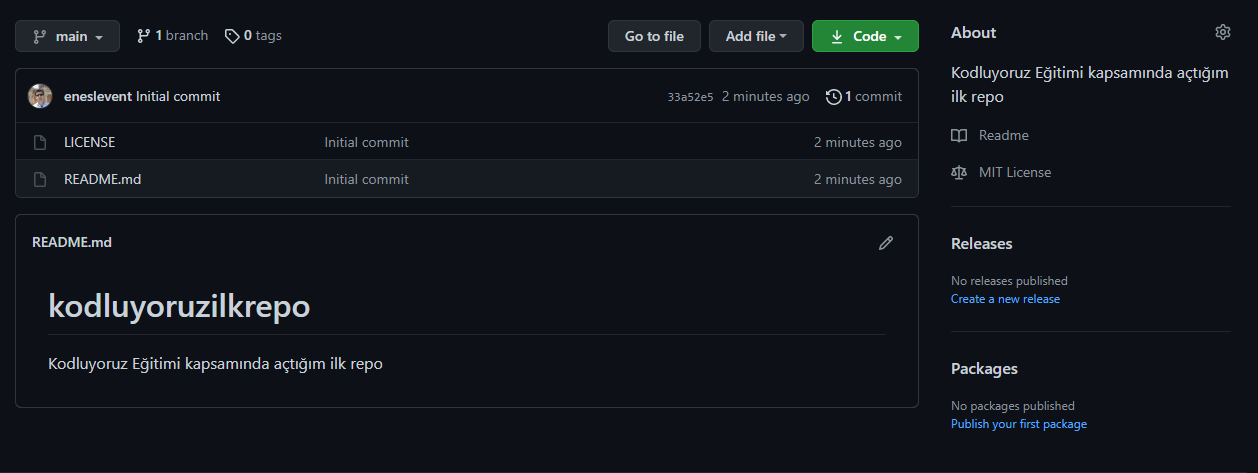 main 1 branch 0 tags Go to file Add file Code
eneslevent Initial commit 33a52e5 2 minutes ago 1 commit
LICENSE Initial commit 2 minutes ago
README.md Initial commit 2 minutes ago
README.md
kodluyoruzilkrepo
Kodluyoruz Eğitimi kapsamında açtığım ilk repo
About
Kodluyoruz Eğitimi kapsamında açtığım
ilk repo
Readme
MIT License
Releases
No releases published
Create a new release
Packages
No packages published
Publish your first package